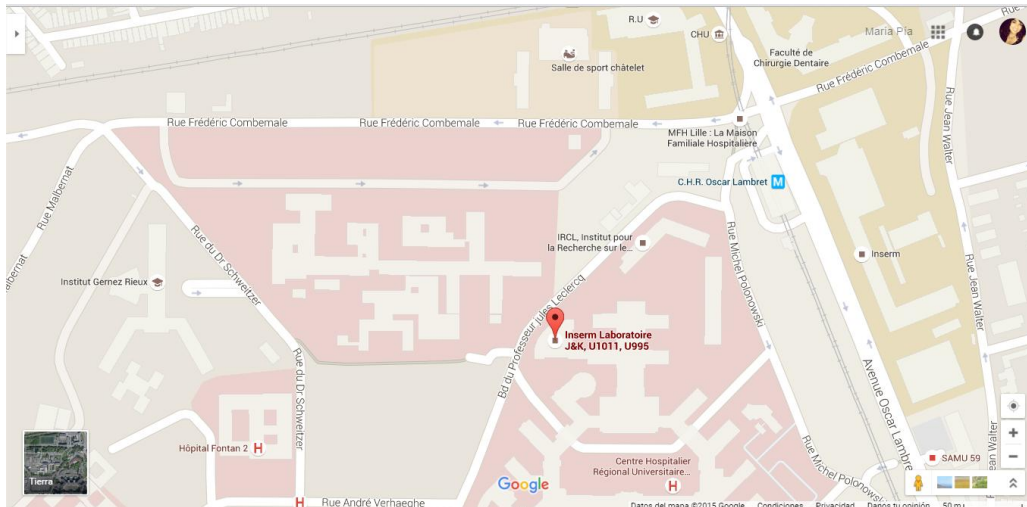 R.U
CHU
Maria Pia
Rue
Salle de sport châtelet
Faculté de
Chirurgie Dentaire
Rue Frédéric Combemale
Rue Frédéric Combemale
Rue Frédéric Combemale
Rue Frédéric Combemale
MFH Lille : La Maison
Familiale Hospitalière
Rue Jean Walter
Rue Malbernat
C.H.R. Oscar Lambret
M
Rue du Dr Schweitzer
IRCL, Institut pour
la Recherche sur le...
Rue Michel Polonowski
Inserm
Rue Jean Walter
Malbernat
Institut Gernez Rieux
Bd du Professeur Jules Leclercq
Inserm Laboratoire
J&K, U1011, U995
Rue du Dr Schweitzer
Avenue Oscar Lambret
Hôpital Fontan 2
H
Rue Michel Polonowski
Jean Walter
Centre Hospitalier
Régional Universitaire...
H
SAMU 59
Tierra
Google
H
Rue André Verhaeghe
Datos del mapa ©2015 Google Condiciones Privacidad Danos tu opinión 50 m